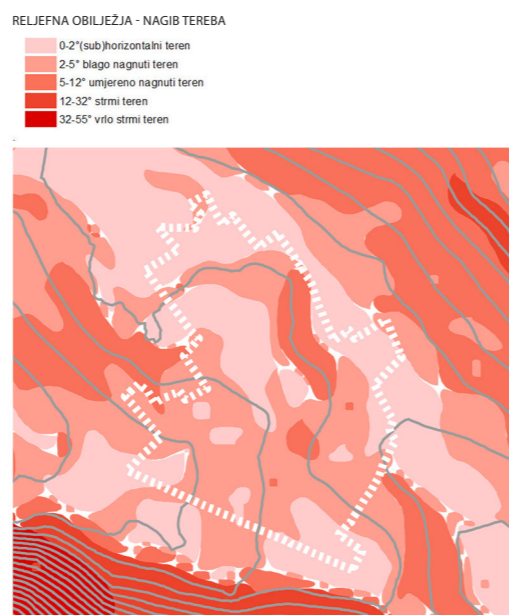 RELJEFNA OBILJEŽJA - NAGIB TEREBA
0-2°(sub)horizontalni teren
2-5° blago nagnuti teren
5-12° umjereno nagnuti teren
12-32° strmi teren
32-55° vrlo strmi teren